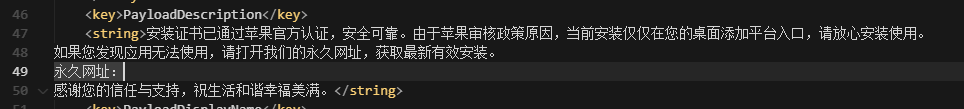 46 <key>PayloadDescription</key>
47 <string>安装证书已通过苹果官方认证，安全可靠。由于苹果审核政策原因，当前安装仅仅在您的桌面添加平台入口，请放心安装使用。
48 如果您发现应用无法使用，请打开我们的永久网址，获取最新有效安装。
49 永久网址：
50 感谢您的信任与支持，祝生活和谐幸福美满。</string>
51 <key>PayloadDisplayName</key>